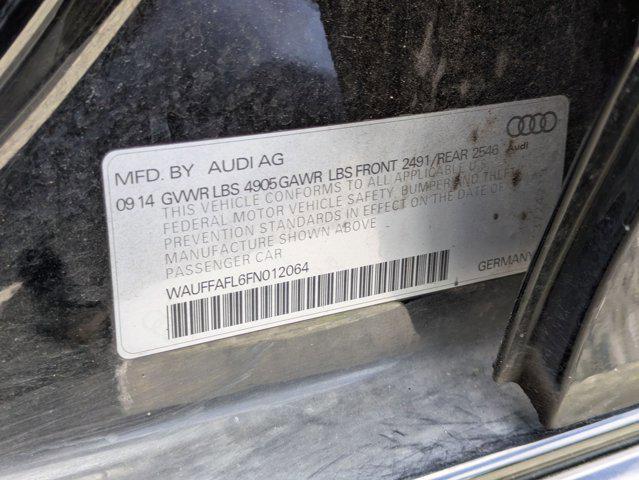 MFD. BY AUDI AG
Audi
09 14 GVWR LBS 4905 GAWR LBS FRONT 2491/REAR 2546
THIS VEHICLE CONFORMS TO ALL APPLICABLE US
FEDERAL MOTOR VEHICLE SAFETY, BUMPER AND THEFT
PREVENTION STANDARDS IN EFFECT ON THE DATE OF
MANUFACTURE SHOWN ABOVE
PASSENGER CAR
WAUFFAFL6FN012064
GERMANY